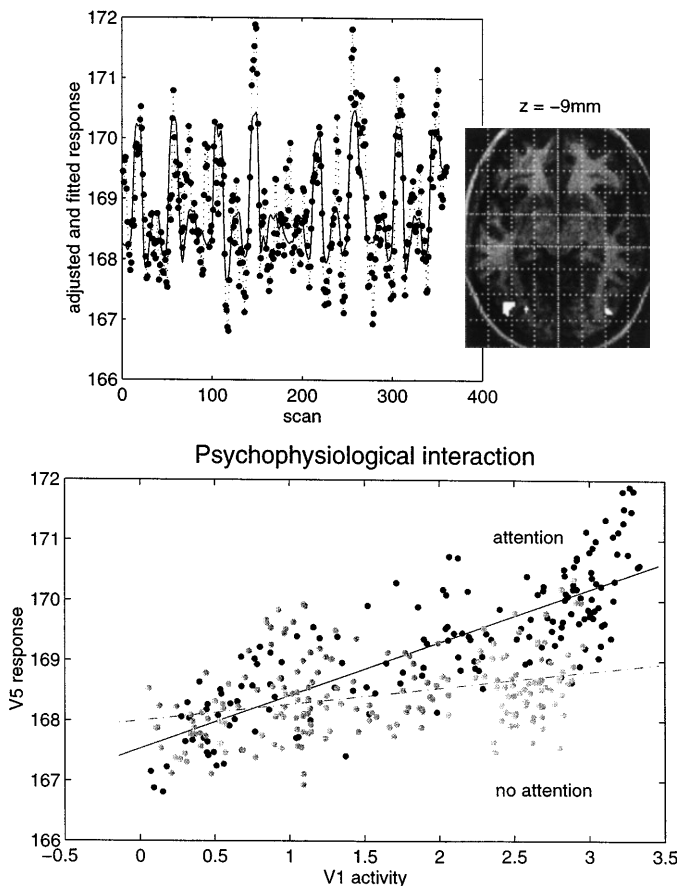 172
171
170
169
168
167
166
adjusted and fitted response
0 100 200 300 400
scan
z = −9mm
Psychophysiological interaction
172
171
170
169
168
167
166
V5 response
attention
no attention
−0.5 0 0.5 1 1.5 2 2.5 3 3.5
V1 activity